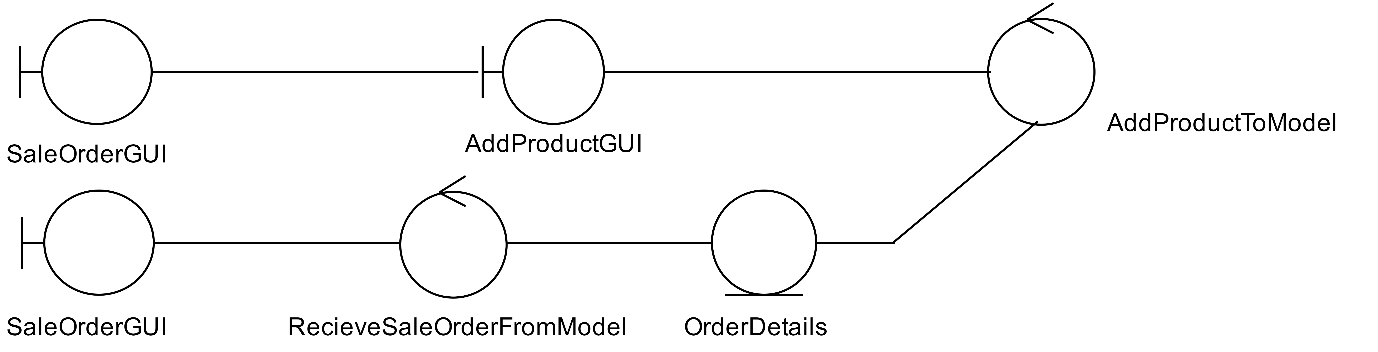 SaleOrderGUI
AddProductGUI
AddProductToModel
SaleOrderGUI
RecieveSaleOrderFromModel
OrderDetails